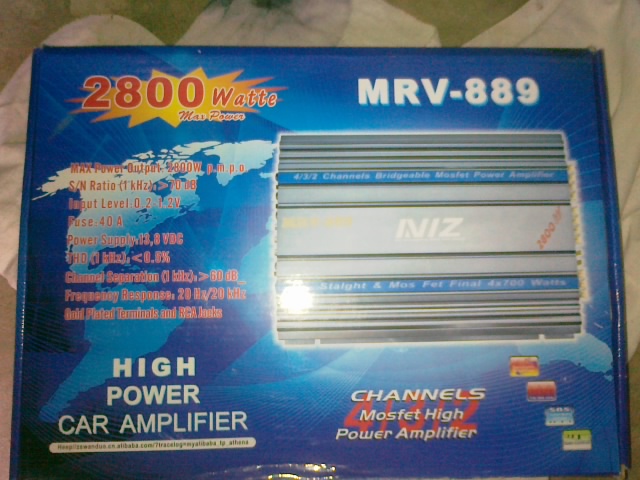 2800 Watte
Max Power
MRV-889
MAX Power Output: 2800W p.m.p.o.
S/N Ratio (1 kHz): > 70 dB
Input Level: 0.2-1.2V
Fuse: 40 A
Power Supply: 13,8 VDC
THD (1 kHz): < 0.8%
Channel Separation (1 kHz): > 60 dB
Frequency Response: 20 Hz/20 kHz
Gold Plated Terminals and RCA Jacks
4/3/2 Channels Bridgeable Mosfet Power Amplifier
NIZ
2800 W
Staight & Mos Fet Final 4x700 Watts
HIGH
POWER
CAR AMPLIFIER
CHANNELS
4/3/2
Mosfet High
Power Amplifier